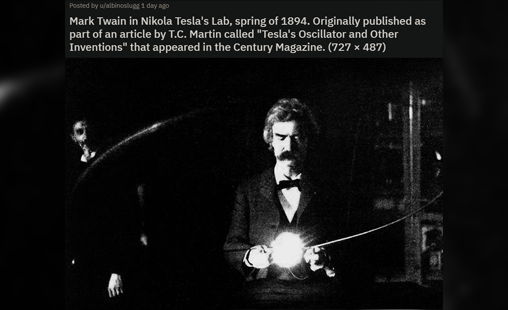 Posted by u/albinoslugg 1 day ago
Mark Twain in Nikola Tesla's Lab, spring of 1894. Originally published as
part of an article by T.C. Martin called "Tesla's Oscillator and Other
Inventions" that appeared in the Century Magazine. (727 × 487)